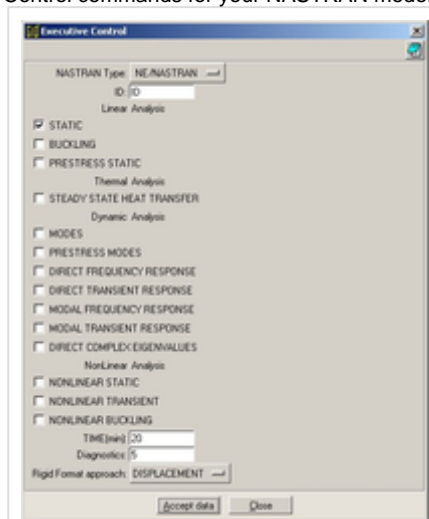 Control commands for your NASTRAN model
Executive Control
NASTRAN Type: NE/NASTRAN
ID: ID
Linear Analysis
STATIC
BUCKLING
PRESTRESS STATIC
Thermal Analysis
STEADY STATE HEAT TRANSFER
Dynamic Analysis
MODES
PRESTRESS MODES
DIRECT FREQUENCY RESPONSE
DIRECT TRANSIENT RESPONSE
MODAL FREQUENCY RESPONSE
MODAL TRANSIENT RESPONSE
DIRECT COMPLEX EIGENVALUES
NonLinear Analysis
NONLINEAR STATIC
NONLINEAR TRANSIENT
NONLINEAR BUCKLING
TIME(min): 20
Diagnostics: 5
Rigid Format approach: DISPLACEMENT
Accept data Close